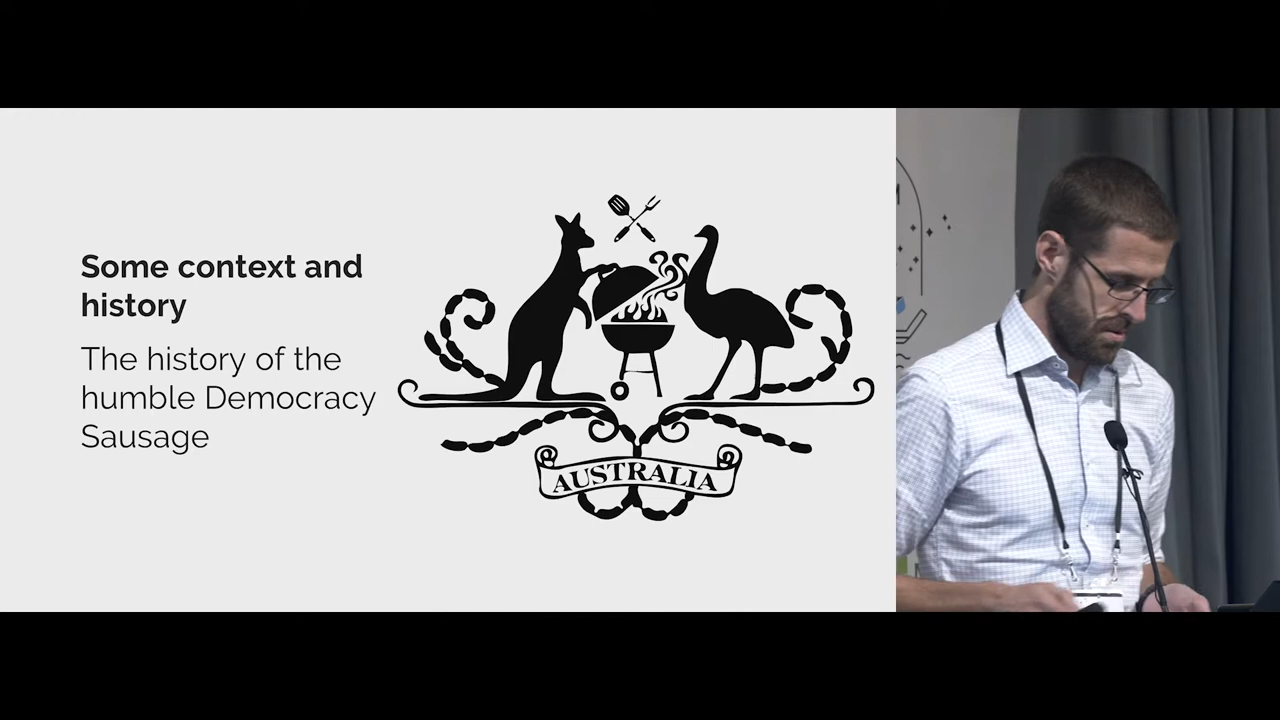 Some context and
history
The history of the
humble Democracy
Sausage
AUSTRALIA